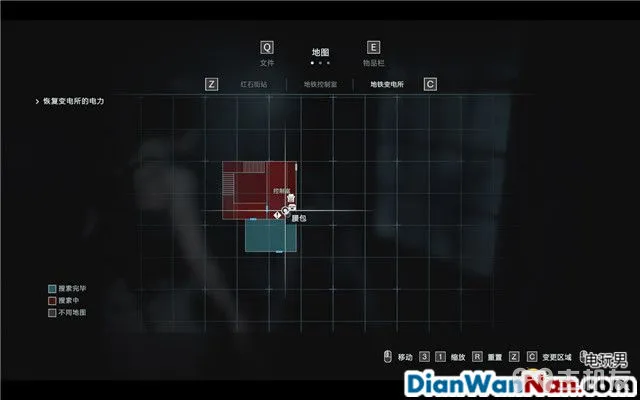 Q E
地图
文件 物品栏
Z 红石街站 地铁控制室 地铁变电所 C
恢复变电所的电力
控制室
腰包
搜索完毕
搜索中
不同地图
移动 3 1 缩放 R 重置 Z C 变更区域
电玩男
DianWanNan.com